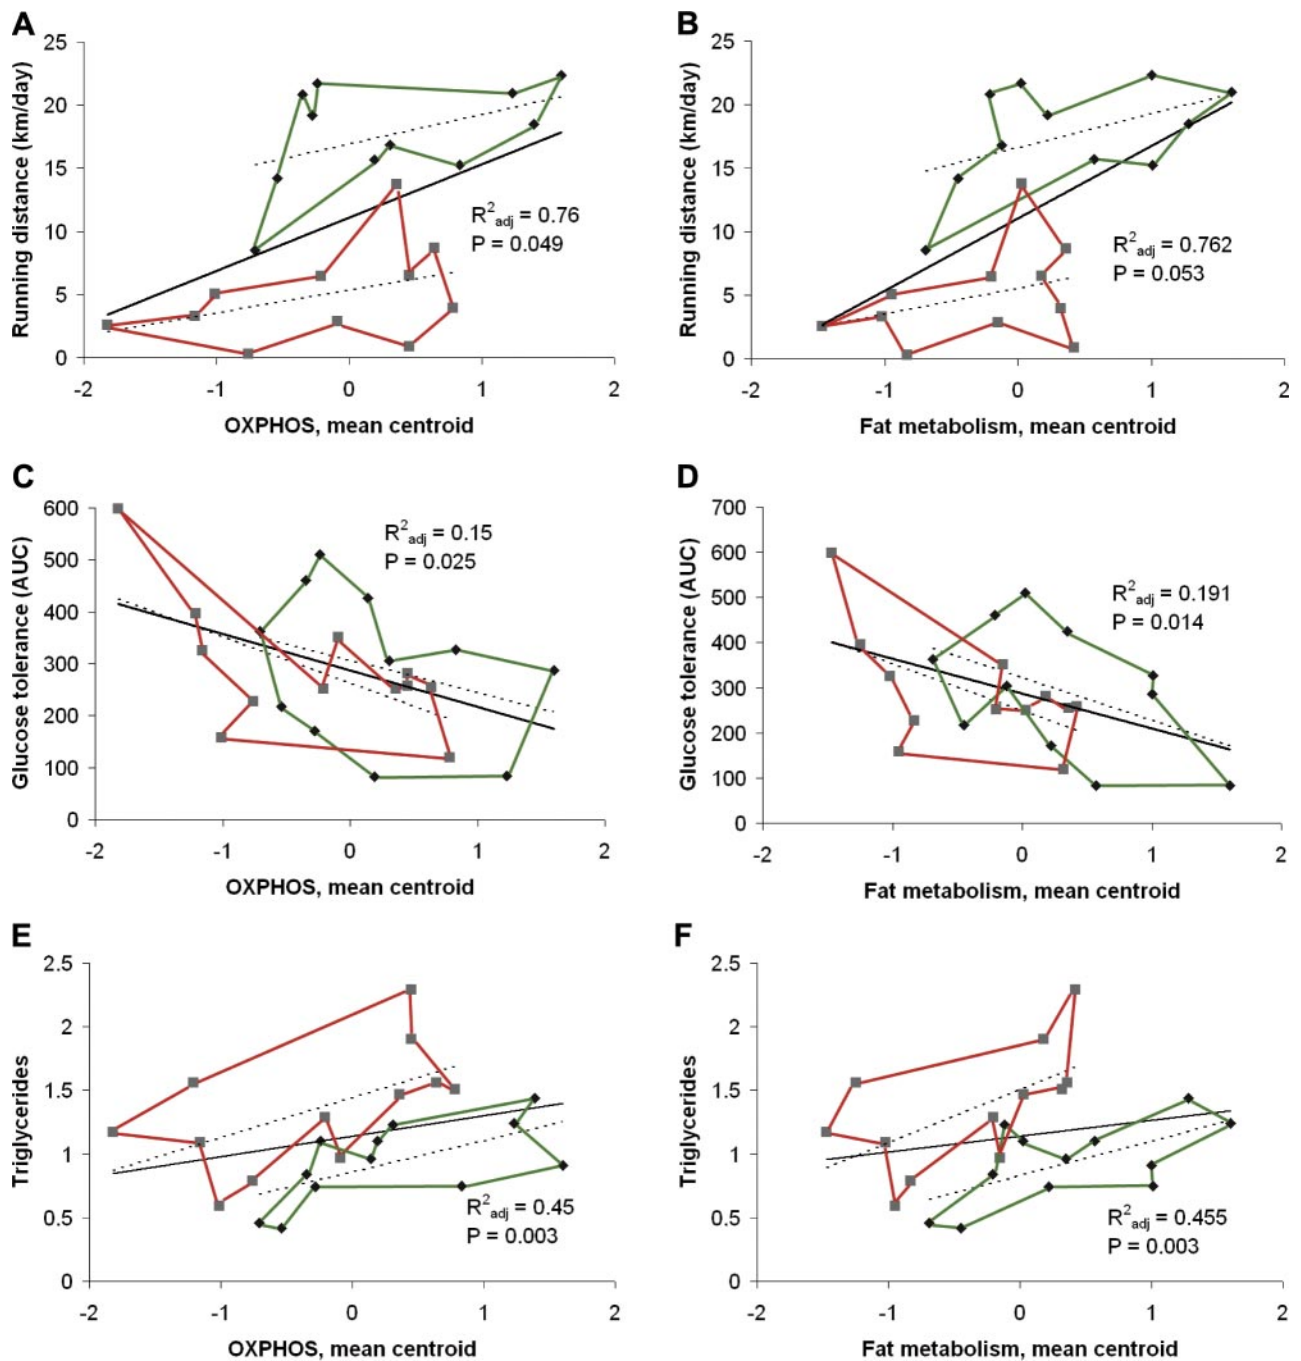 A
Running distance (km/day)
25
20
15
10
5
0
-2 -1 0 1 2
OXPHOS, mean centroid
R²adj = 0.76
P = 0.049
B
Running distance (km/day)
25
20
15
10
5
0
-2 -1 0 1 2
Fat metabolism, mean centroid
R²adj = 0.762
P = 0.053
C
Glucose tolerance (AUC)
600
500
400
300
200
100
0
-2 -1 0 1 2
OXPHOS, mean centroid
R²adj = 0.15
P = 0.025
D
Glucose tolerance (AUC)
700
600
500
400
300
200
100
0
-2 -1 0 1 2
Fat metabolism, mean centroid
R²adj = 0.191
P = 0.014
E
Triglycerides
2.5
2
1.5
1
0.5
0
-2 -1 0 1 2
OXPHOS, mean centroid
R²adj = 0.45
P = 0.003
F
Triglycerides
2.5
2
1.5
1
0.5
0
-2 -1 0 1 2
Fat metabolism, mean centroid
R²adj = 0.455
P = 0.003